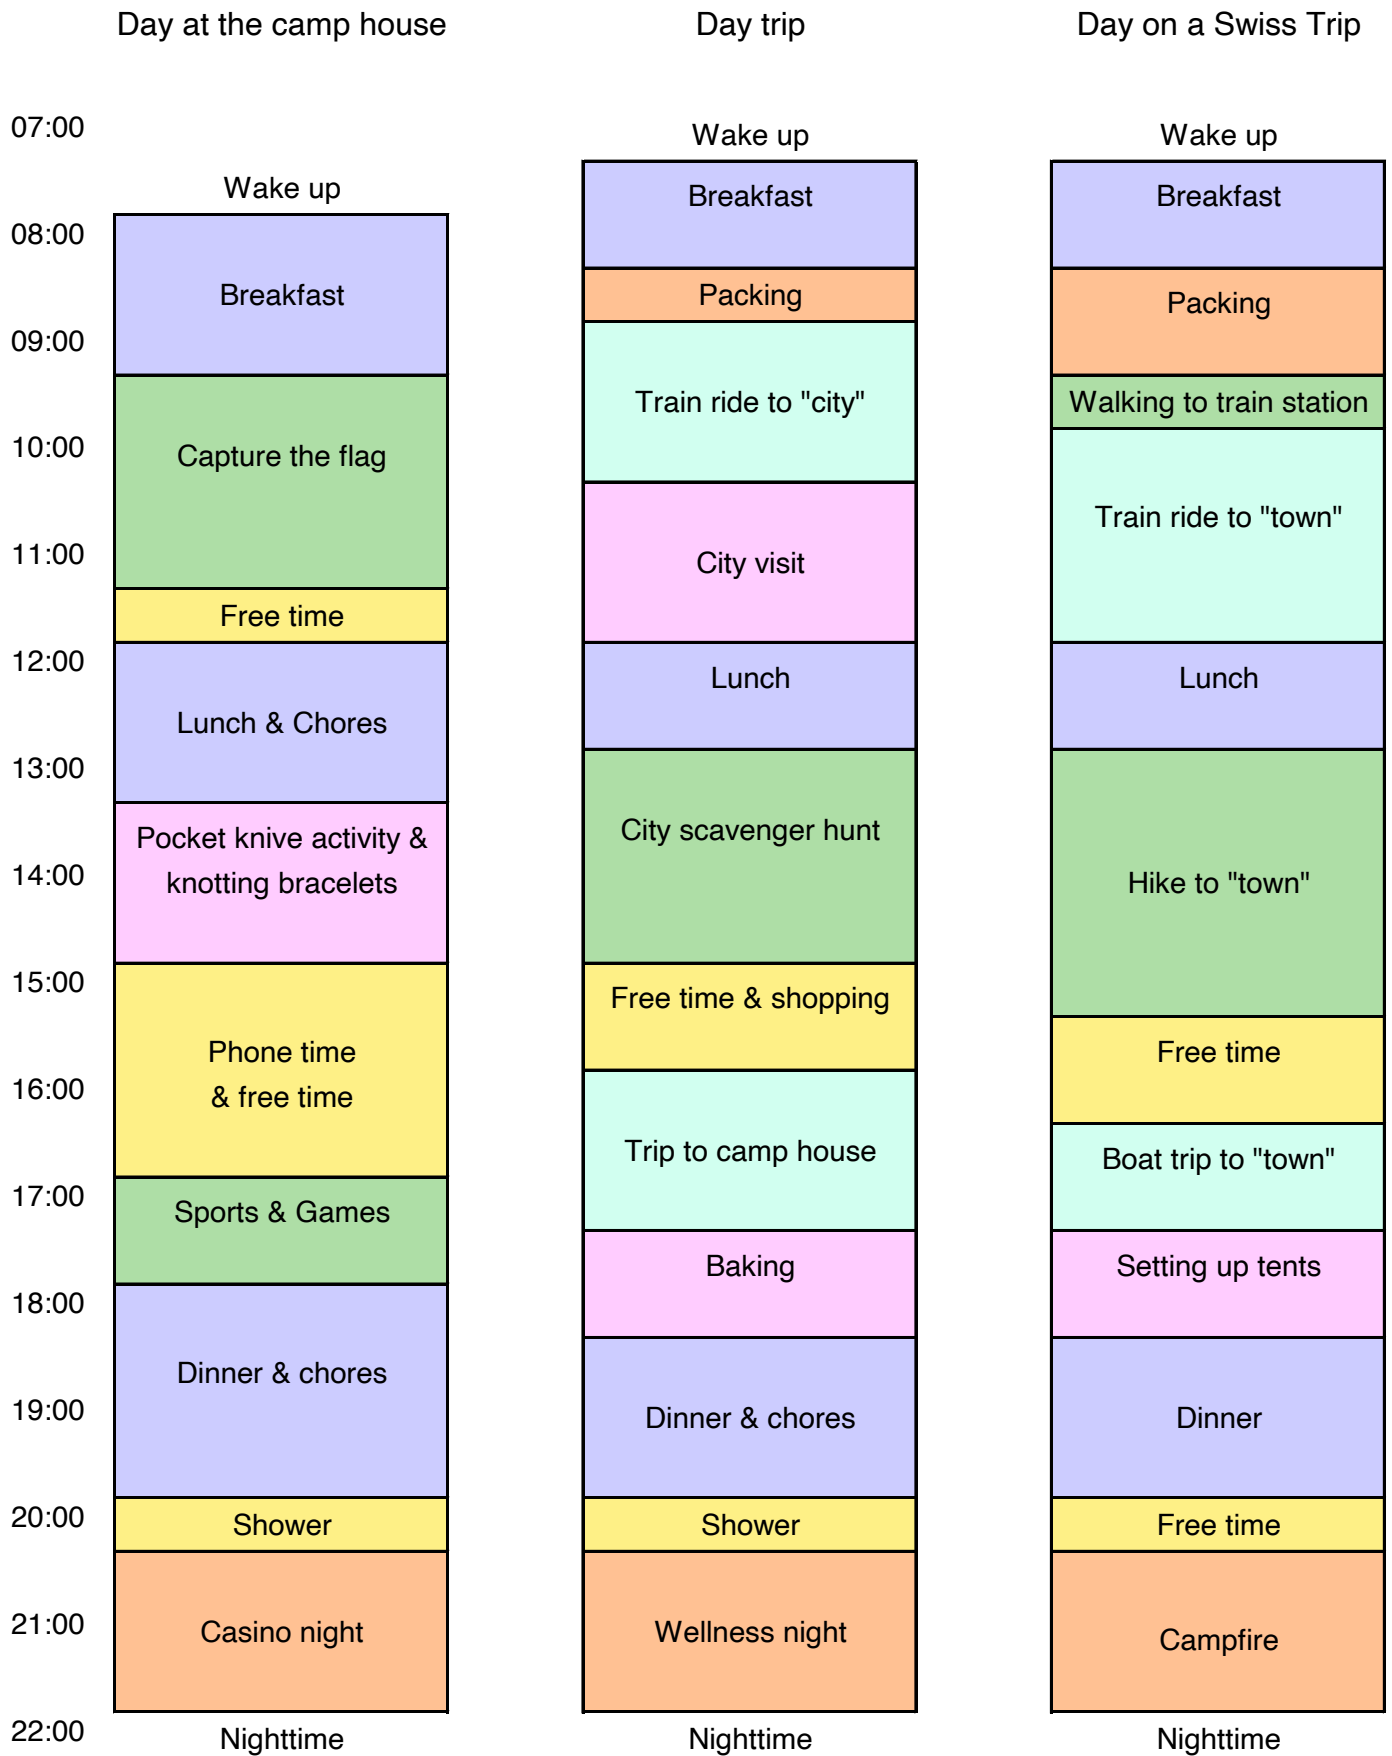 Day at the camp house
Day trip
Day on a Swiss Trip
07:00
08:00
09:00
10:00
11:00
12:00
13:00
14:00
15:00
16:00
17:00
18:00
19:00
20:00
21:00
22:00
Wake up
Breakfast
Capture the flag
Free time
Lunch & Chores
Pocket knive activity &
knotting bracelets
Phone time
& free time
Sports & Games
Dinner & chores
Shower
Casino night
Nighttime
Wake up
Breakfast
Packing
Train ride to "city"
City visit
Lunch
City scavenger hunt
Free time & shopping
Trip to camp house
Baking
Dinner & chores
Shower
Wellness night
Nighttime
Wake up
Breakfast
Packing
Walking to train station
Train ride to "town"
Lunch
Hike to "town"
Free time
Boat trip to "town"
Setting up tents
Dinner
Free time
Campfire
Nighttime